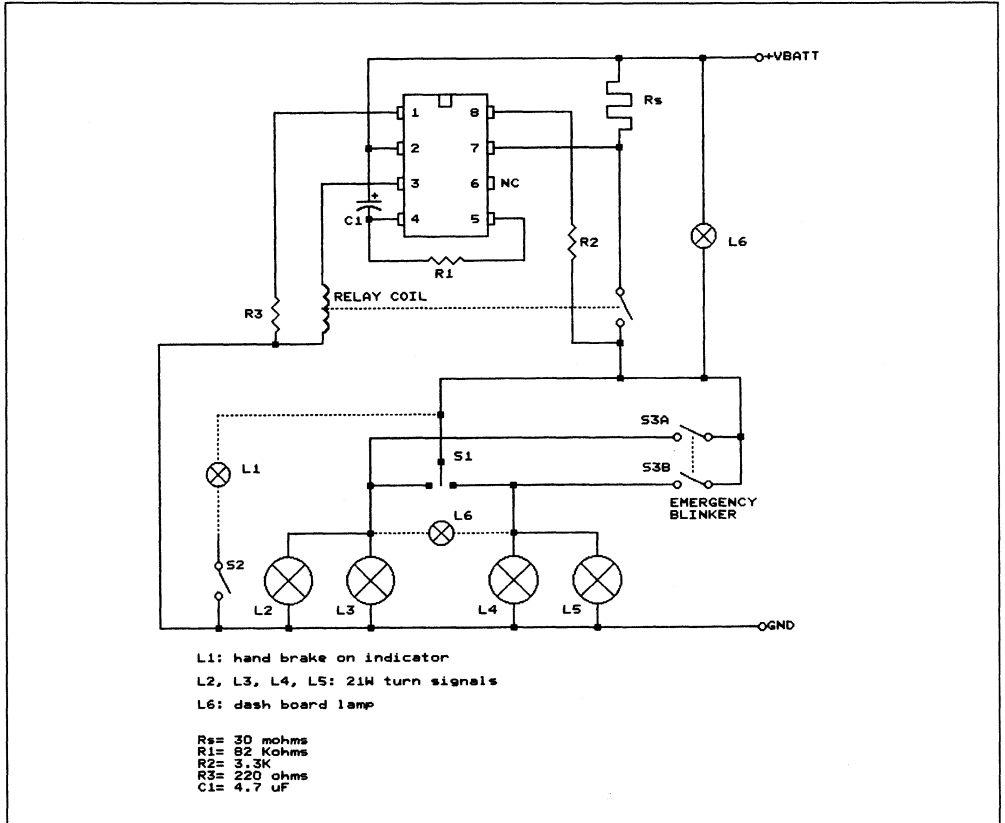 +VBATT
Rs
1 8
2 7
3 6 NC
+
C1 4 5
R1
R2
L6
RELAY COIL
R3
S3A
S1
L1
S3B
EMERGENCY
BLINKER
L6
S2
L2 L3 L4 L5
GND
L1: hand brake on indicator
L2, L3, L4, L5: 21W turn signals
L6: dash board lamp
Rs= 30 mohms
R1= 82 Kohms
R2= 3.3K
R3= 220 ohms
C1= 4.7 uF